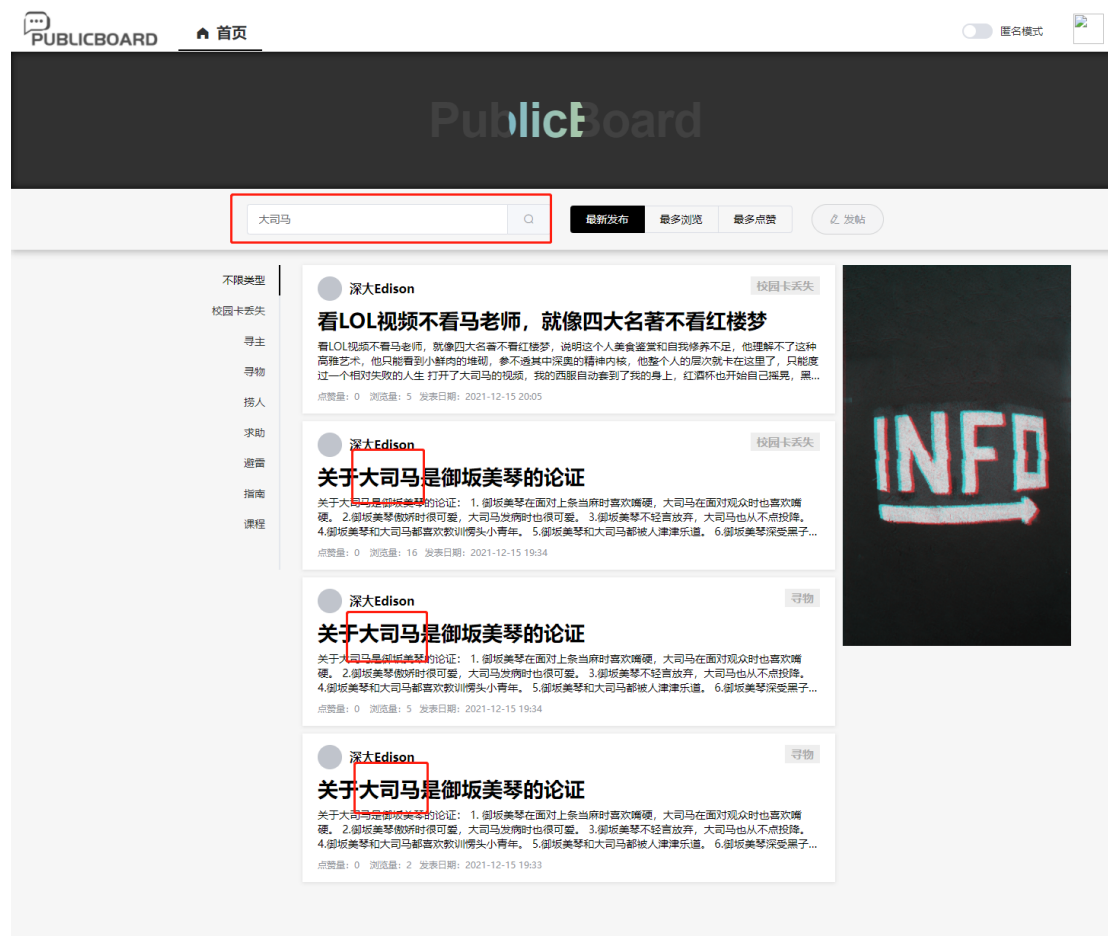 PUBLICBOARD
首页
匿名模式
PublicBoard
大司马
最新发布
最多浏览
最多点赞
发帖
不限类型
校园卡丢失
寻主
寻物
捞人
求助
避雷
指南
课程
深大Edison
校园卡丢失
看LOL视频不看马老师，就像四大名著不看红楼梦
看LOL视频不看马老师，就像四大名著不看红楼梦，说明这个人美食鉴赏和自我修养不足，他理解不了这种
高雅艺术，他只能看到小鲜肉的堆砌，参不透其中深奥的精神内核，他整个人的层次就卡在这里了，只能度
过一个相对失败的人生 打开了大司马的视频，我的西服自动套到了我的身上，红酒杯也开始自己摇晃，黑...
点赞量：0 浏览量：5 发表日期：2021-12-15 20:05
深大Edison
校园卡丢失
关于大司马是御坂美琴的论证
关于大司马是御坂美琴的论证： 1. 御坂美琴在面对上条当麻时喜欢嘴硬，大司马在面对观众时也喜欢嘴
硬。 2.御坂美琴傲娇时很可爱，大司马发病时也很可爱。 3.御坂美琴不轻言放弃，大司马也从不点投降。
4.御坂美琴和大司马都喜欢教训愣头小青年。 5.御坂美琴和大司马都被人津津乐道。 6.御坂美琴深受黑子...
点赞量：0 浏览量：16 发表日期：2021-12-15 19:34
深大Edison
寻物
关于大司马是御坂美琴的论证
关于大司马是御坂美琴的论证： 1. 御坂美琴在面对上条当麻时喜欢嘴硬，大司马在面对观众时也喜欢嘴
硬。 2.御坂美琴傲娇时很可爱，大司马发病时也很可爱。 3.御坂美琴不轻言放弃，大司马也从不点投降。
4.御坂美琴和大司马都喜欢教训愣头小青年。 5.御坂美琴和大司马都被人津津乐道。 6.御坂美琴深受黑子...
点赞量：0 浏览量：5 发表日期：2021-12-15 19:34
深大Edison
寻物
关于大司马是御坂美琴的论证
关于大司马是御坂美琴的论证： 1. 御坂美琴在面对上条当麻时喜欢嘴硬，大司马在面对观众时也喜欢嘴
硬。 2.御坂美琴傲娇时很可爱，大司马发病时也很可爱。 3.御坂美琴不轻言放弃，大司马也从不点投降。
4.御坂美琴和大司马都喜欢教训愣头小青年。 5.御坂美琴和大司马都被人津津乐道。 6.御坂美琴深受黑子...
点赞量：0 浏览量：2 发表日期：2021-12-15 19:33
INFO